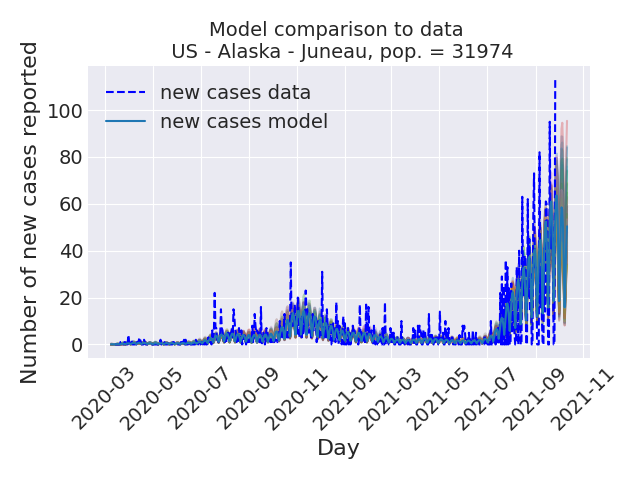 Model comparison to data
US - Alaska - Juneau, pop. = 31974
Number of new cases reported
100
80
60
40
20
0
new cases data
new cases model
2020-03
2020-05
2020-07
2020-09
2020-11
2021-01
2021-03
2021-05
2021-07
2021-09
2021-11
Day